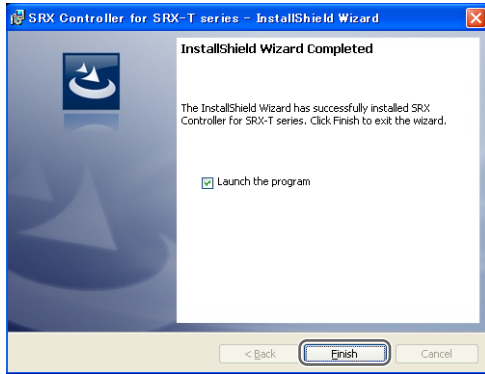 SRX Controller for SRX-T series - InstallShield Wizard
InstallShield Wizard Completed
The InstallShield Wizard has successfully installed SRX
Controller for SRX-T series. Click Finish to exit the wizard.
Launch the program
< Back
Finish
Cancel